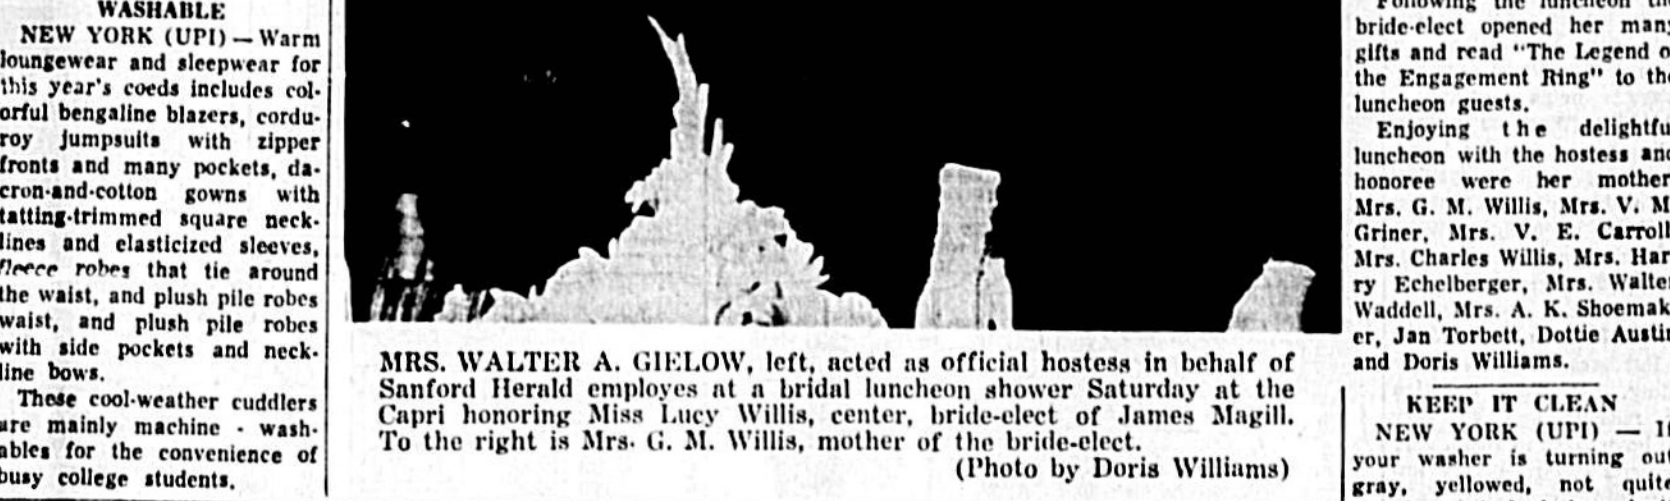 WASHABLE
NEW YORK (UPI) — Warm
loungewear and sleepwear for
this year's coeds includes col-
orful bengaline blazers, cordu-
roy jumpsuits with zipper
fronts and many pockets, da-
cron-and-cotton gowns with
tatting-trimmed square neck-
lines and elasticized sleeves,
fleece robes that tie around
the waist, and plush pile robes
waist, and plush pile robes
with side pockets and neck-
line bows.
These cool-weather cuddlers
are mainly machine - wash-
ables for the convenience of
busy college students.
MRS. WALTER A. GIELOW, left, acted as official hostess in behalf of
Sanford Herald employes at a bridal luncheon shower Saturday at the
Capri honoring Miss Lucy Willis, center, bride-elect of James Magill.
To the right is Mrs. G. M. Willis, mother of the bride-elect.
(Photo by Doris Williams)
Following the luncheon the
bride-elect opened her many
gifts and read "The Legend o
the Engagement Ring" to the
luncheon guests.
Enjoying the delightfu
luncheon with the hostess and
honoree were her mother
Mrs. G. M. Willis, Mrs. V. M
Griner, Mrs. V. E. Carroll
Mrs. Charles Willis, Mrs. Har
ry Echelberger, Mrs. Walter
Waddell, Mrs. A. K. Shoemak
er, Jan Torbett, Dottie Austin
and Doris Williams.
KEEP IT CLEAN
NEW YORK (UPI) — If
your washer is turning out
gray, yellowed, not quite